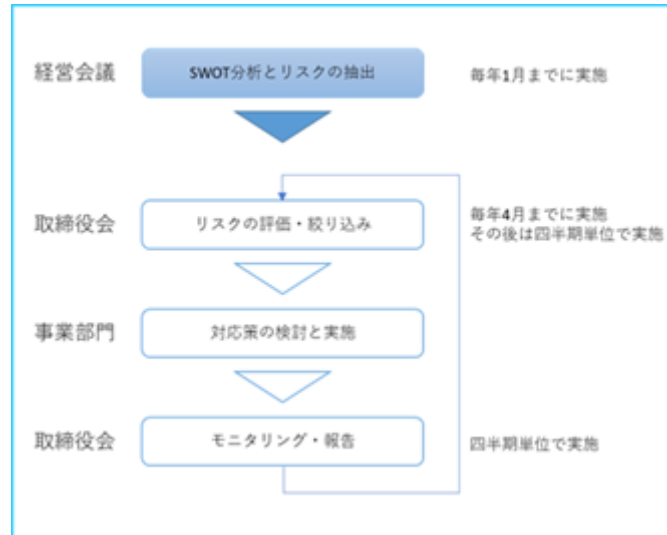 経営会議
SWOT分析とリスクの抽出
毎年1月までに実施
取締役会
リスクの評価・絞り込み
毎年4月までに実施
その後は四半期単位で実施
事業部門
対応策の検討と実施
取締役会
モニタリング・報告
四半期単位で実施